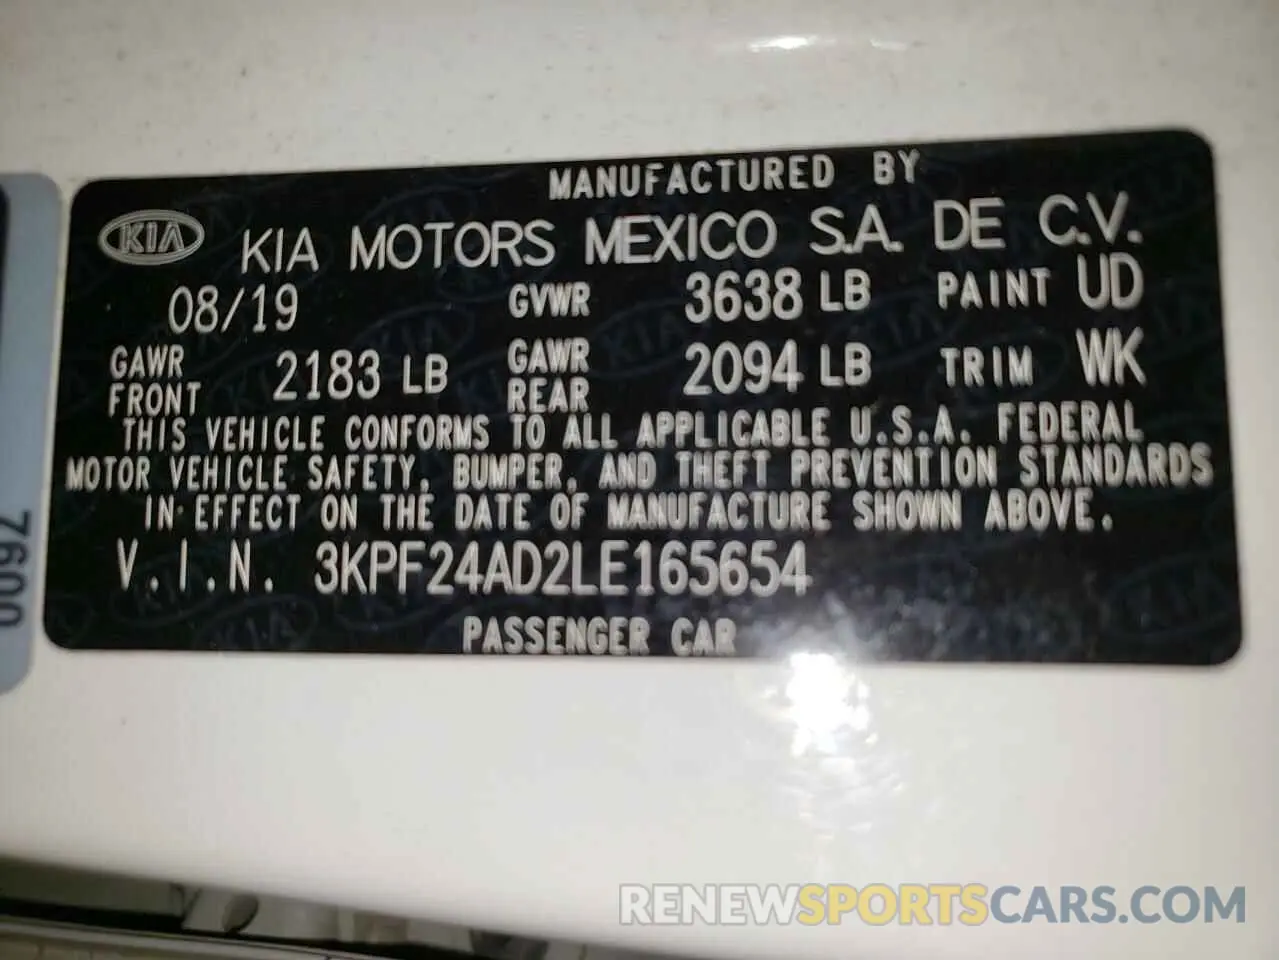 MANUFACTURED BY
KIA KIA MOTORS MEXICO S.A. DE C.V.
08/19 GVWR 3638 LB PAINT UD
GAWR FRONT 2183 LB GAWR REAR 2094 LB TRIM WK
THIS VEHICLE CONFORMS TO ALL APPLICABLE U.S.A. FEDERAL
MOTOR VEHICLE SAFETY, BUMPER, AND THEFT PREVENTION STANDARDS
IN EFFECT ON THE DATE OF MANUFACTURE SHOWN ABOVE.
V.I.N. 3KPF24AD2LE165654
PASSENGER CAR
RENEWSPORTSCARS.COM